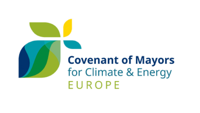 Covenant of Mayors
for Climate & Energy
EUROPE